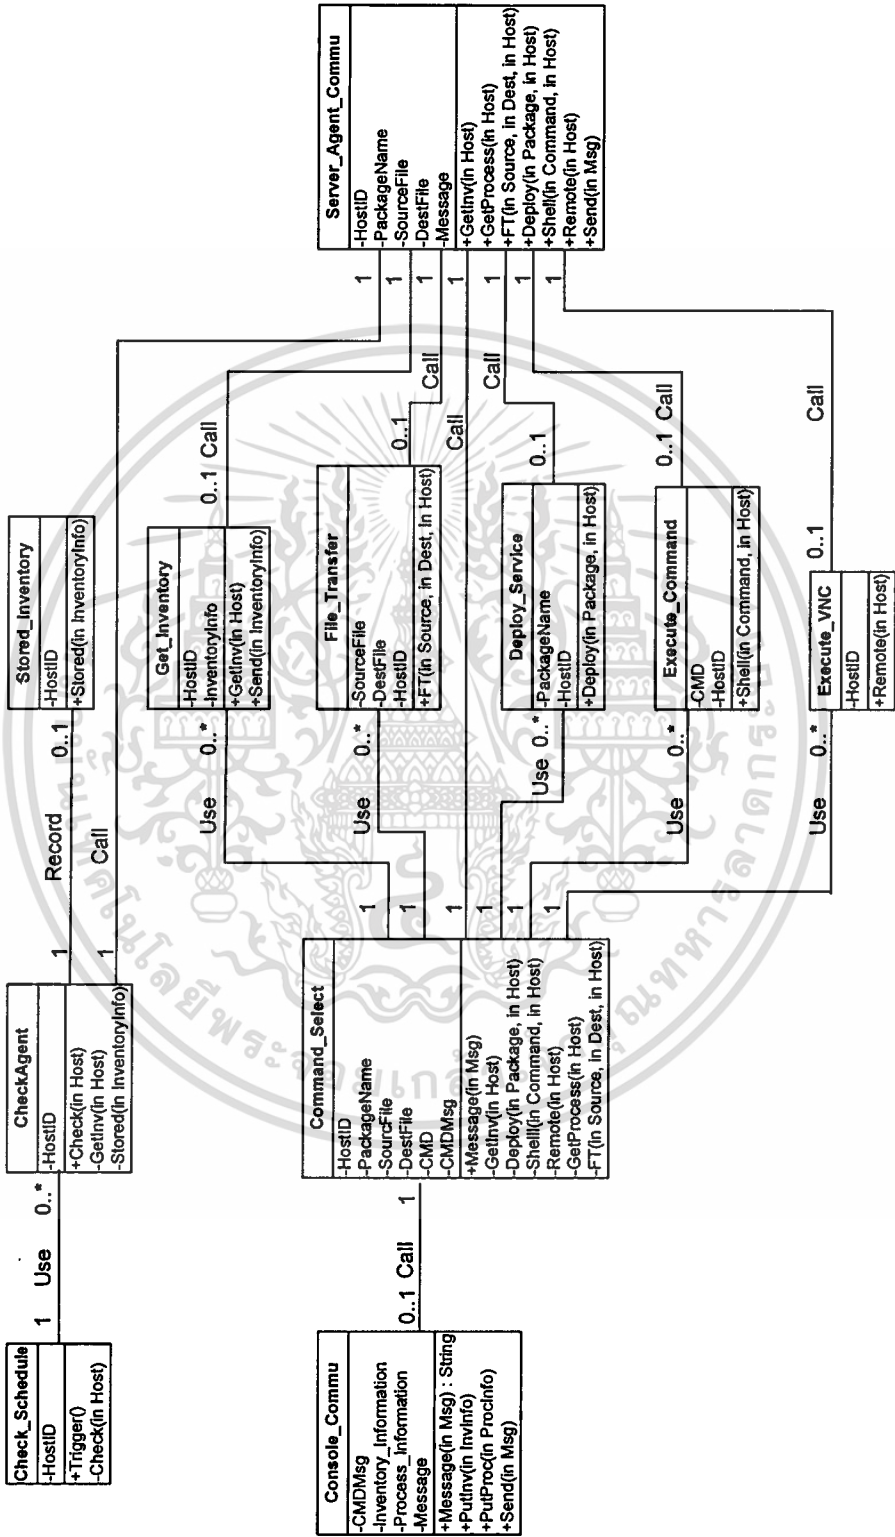 Check_Schedule
-HostID
+Trigger()
-Check(in Host)
1
Use
0..*
CheckAgent
-HostID
+Check(in Host)
-GetInv(in Host)
-Stored(in InventoryInfo)
1
Record
0..1
1
Call
Stored_Inventory
-HostID
+Stored(in InventoryInfo)
Get_Inventory
-HostID
-InventoryInfo
+GetInv(in Host)
+Send(in InventoryInfo)
Use
0..*
0..1
Call
File_Transfer
-SourceFile
-DestFile
-HostID
+FT(in Source, in Dest, in Host)
Use
0..*
0..1
Call
Call
Console_Commu
-CMDMsg
-Inventory_Information
-Process_Information
-Message
+Message(in Msg) : String
+PutInv(in InvInfo)
+PutProc(in ProcInfo)
+Send(in Msg)
0..1
Call
1
Command_Select
-HostID
-PackageName
-SourcFile
-DestFile
-CMD
-CMDMsg
+Message(in Msg)
-GetInv(in Host)
-Deploy(in Package, in Host)
-Shelll(in Command, in Host)
-Remote(in Host)
-GetProcess(in Host)
-FT(in Source, in Dest, in Host)
1
1
1
1
1
1
Deploy_Service
-PackageName
-HostID
+Deploy(in Package, in Host)
Use
0..*
0..1
Call
Execute_Command
-CMD
-HostID
+Shell(in Command, in Host)
Use
0..*
0..1
Call
Execute_VNC
-HostID
+Remote(in Host)
Use
0..*
0..1
Call
Server_Agent_Commu
-HostID
-PackageName
-SourceFile
-DestFile
-Message
+GetInv(in Host)
+GetProcess(in Host)
+FT(in Source, in Dest, in Host)
+Deploy(in Package, in Host)
+Shell(in Command, in Host)
+Remote(in Host)
+Send(in Msg)
1
1
1
1
1
1
1